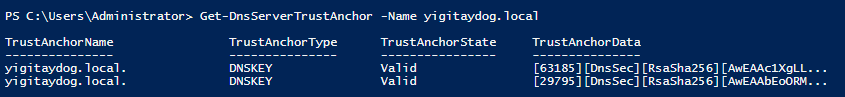 PS C:\Users\Administrator> Get-DnsServerTrustAnchor -Name yigitaydog.local
TrustAnchorName TrustAnchorType TrustAnchorState TrustAnchorData
--------------- --------------- ---------------- ---------------
yigitaydog.local. DNSKEY Valid [63185][DnsSec][RsaSha256][AwEAAc1XgLL...
yigitaydog.local. DNSKEY Valid [29795][DnsSec][RsaSha256][AwEAAbEoORM...